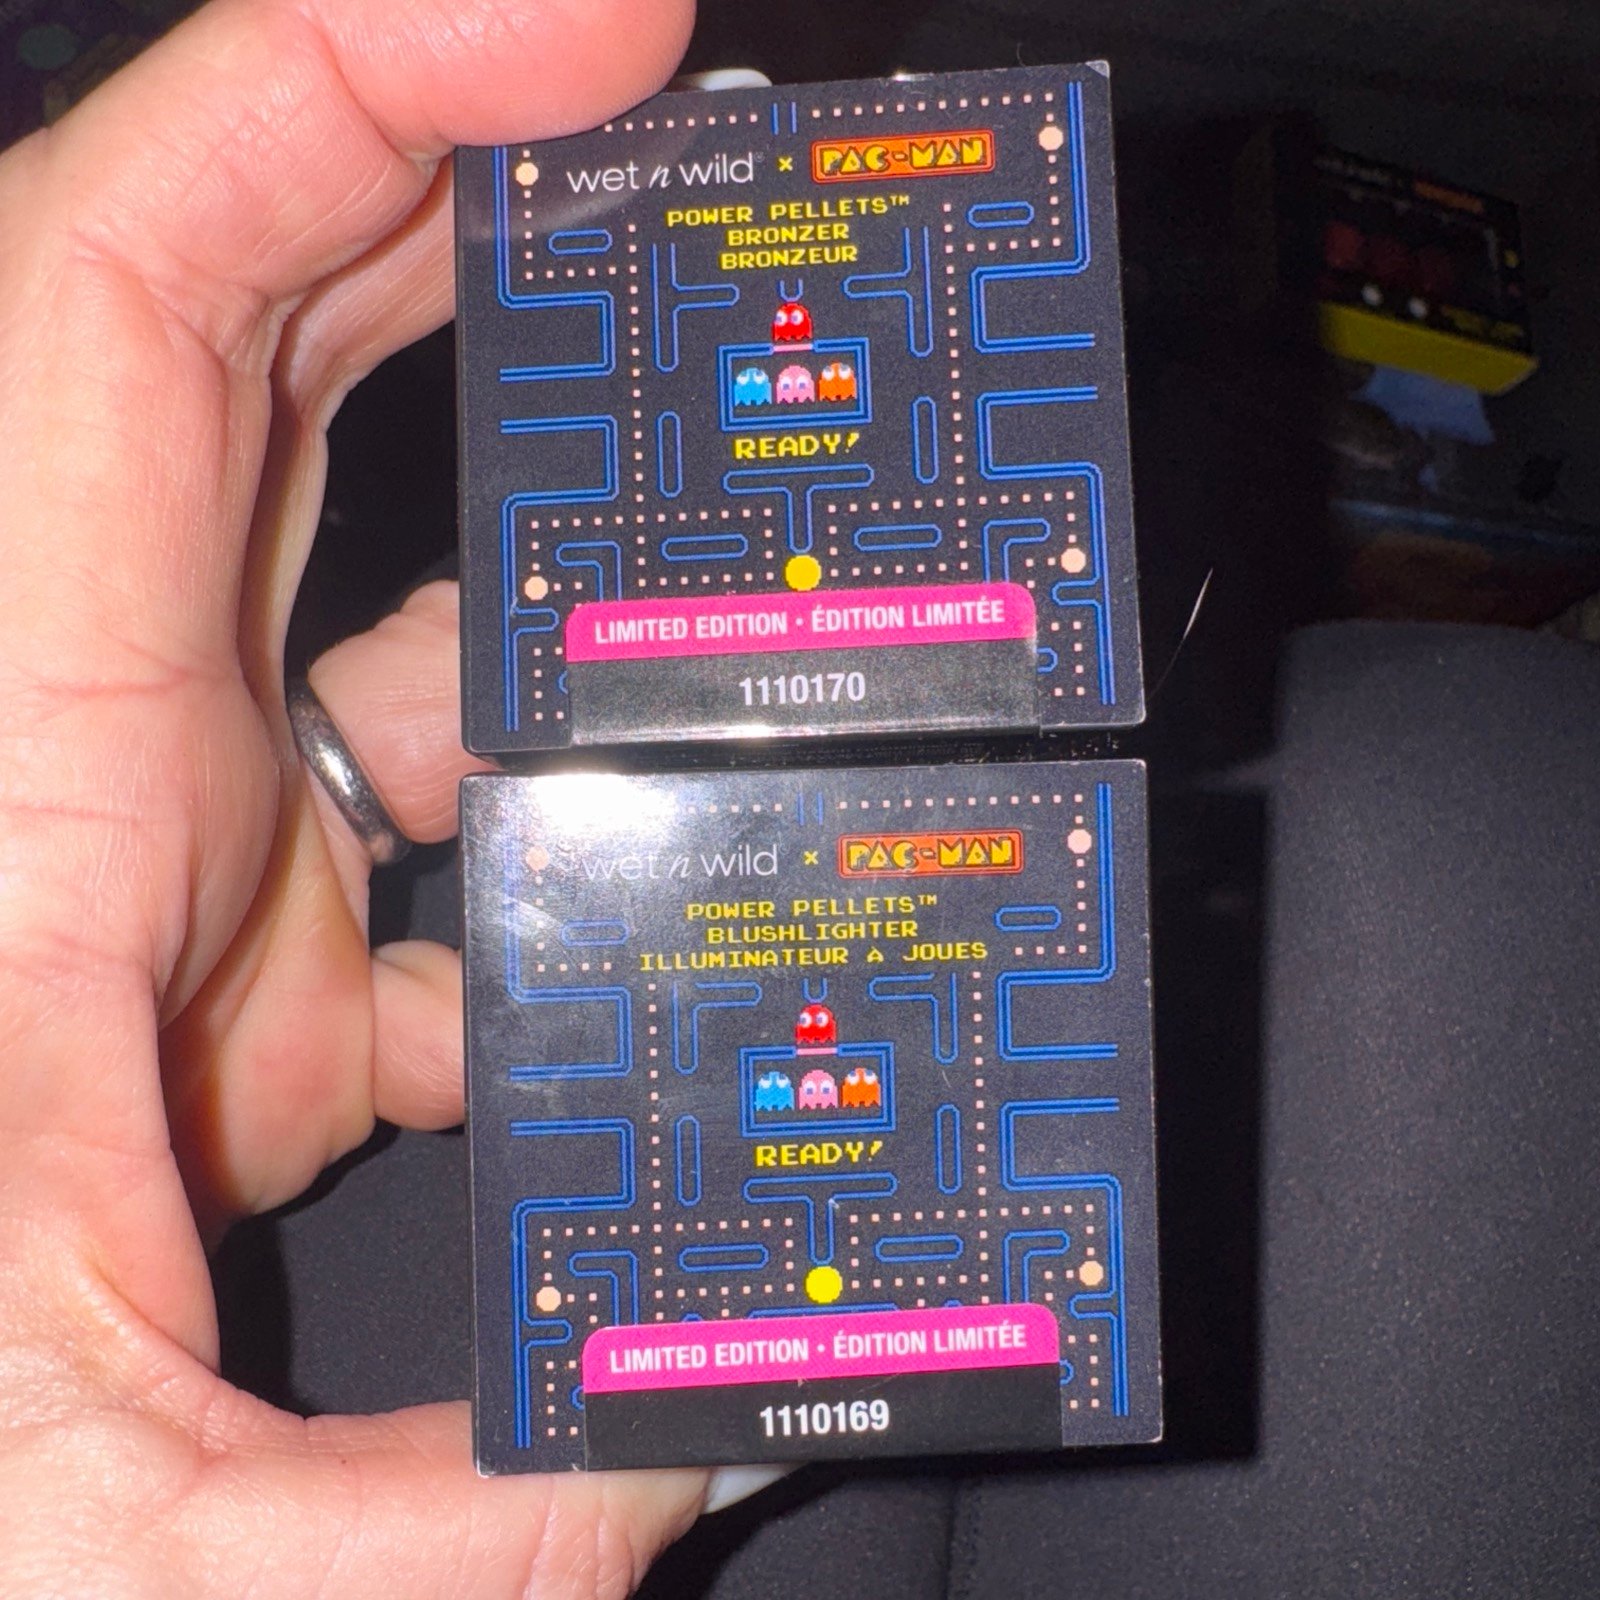 wet n wild® x PAC-MAN
POWER PELLETS™
BRONZER
BRONZEUR
READY!
LIMITED EDITION • ÉDITION LIMITÉE
1110170
wet n wild x PAC-MAN
POWER PELLETS™
BLUSHLIGHTER
ILLUMINATEUR À JOUES
READY!
LIMITED EDITION • ÉDITION LIMITÉE
1110169